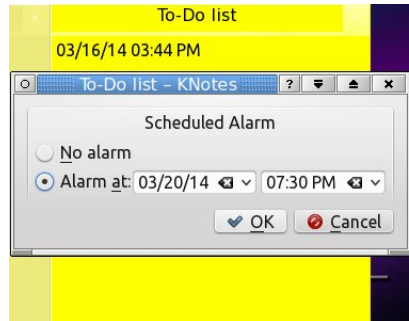 To-Do list
03/16/14 03:44 PM
To-Do list – KNotes ?
Scheduled Alarm
No alarm
Alarm at: 03/20/14 07:30 PM
OK Cancel